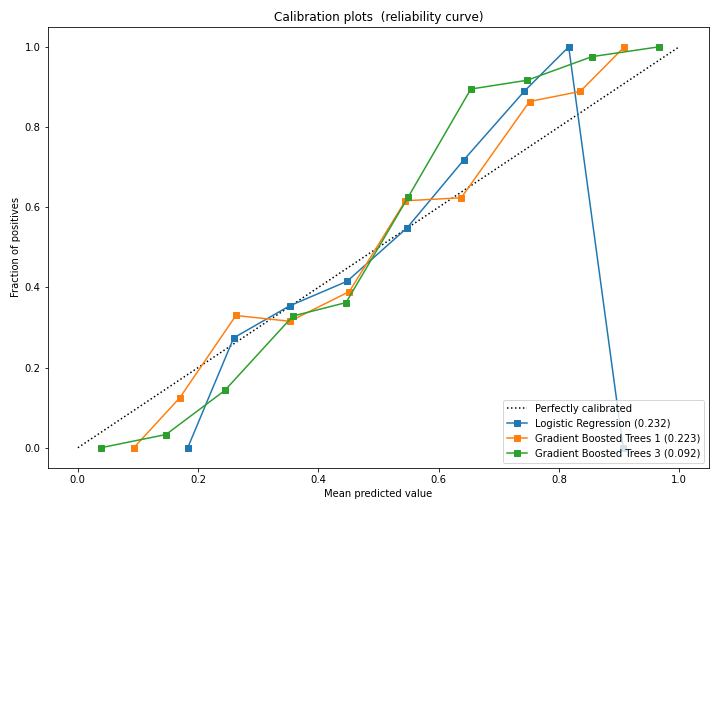 Calibration plots  (reliability curve)
1.0
0.8
0.6
0.4
0.2
0.0
Fraction of positives
Perfectly calibrated
Logistic Regression (0.232)
Gradient Boosted Trees 1 (0.223)
Gradient Boosted Trees 3 (0.092)
0.0 0.2 0.4 0.6 0.8 1.0
Mean predicted value